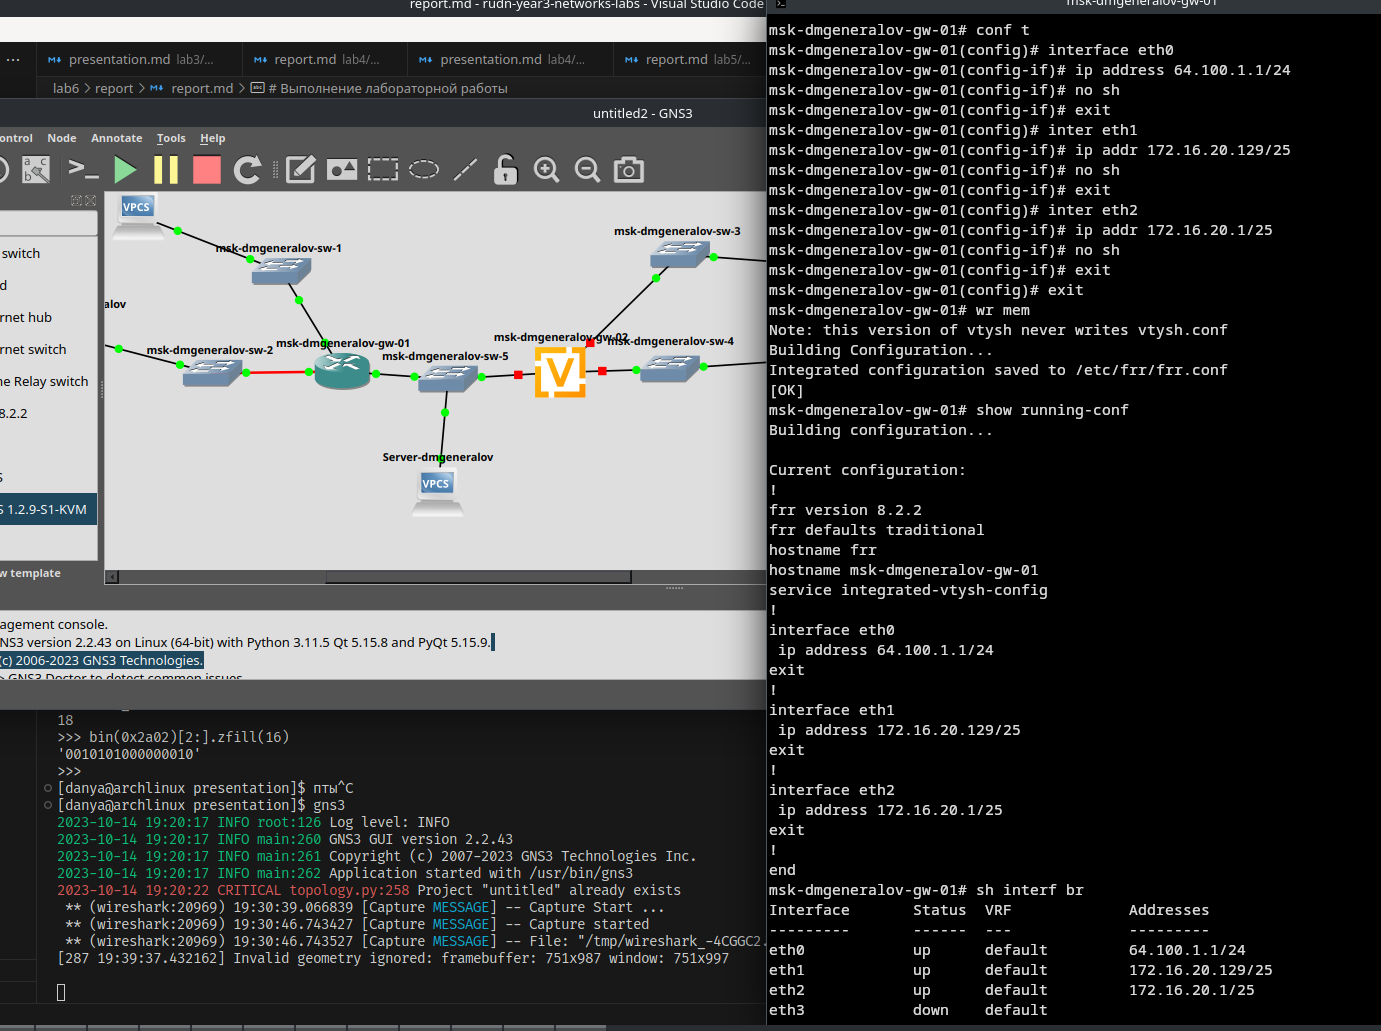 report.md - rudn-year3-networks-labs - Visual Studio Code
··· presentation.md lab3/... report.md lab4/... presentation.md lab4/... report.md lab5/...
lab6 > report > report.md > # Выполнение лабораторной работы
untitled2 - GNS3
ontrol Node Annotate Tools Help
VPCS
msk-dmgeneralov-sw-1
msk-dmgeneralov-sw-3
alov
msk-dmgeneralov-sw-2
msk-dmgeneralov-gw-01
msk-dmgeneralov-sw-5
msk-dmgeneralov-gw-02
msk-dmgeneralov-sw-4
V
Server-dmgeneralov
VPCS
switch
d
rnet hub
rnet switch
ne Relay switch
8.2.2
S
S 1.2.9-S1-KVM
w template
agement console.
NS3 version 2.2.43 on Linux (64-bit) with Python 3.11.5 Qt 5.15.8 and PyQt 5.15.9.
(c) 2006-2023 GNS3 Technologies.
> GNS3 Doctor to detect common issues.
18
>>> bin(0x2a02)[2:].zfill(16)
'0010101000000010'
>>>
[danya@archlinux presentation]$ пты^C
[danya@archlinux presentation]$ gns3
2023-10-14 19:20:17 INFO root:126 Log level: INFO
2023-10-14 19:20:17 INFO main:260 GNS3 GUI version 2.2.43
2023-10-14 19:20:17 INFO main:261 Copyright (c) 2007-2023 GNS3 Technologies Inc.
2023-10-14 19:20:17 INFO main:262 Application started with /usr/bin/gns3
2023-10-14 19:20:22 CRITICAL topology.py:258 Project "untitled" already exists
** (wireshark:20969) 19:30:39.066839 [Capture MESSAGE] -- Capture Start ...
** (wireshark:20969) 19:30:46.743427 [Capture MESSAGE] -- Capture started
** (wireshark:20969) 19:30:46.743527 [Capture MESSAGE] -- File: "/tmp/wireshark_-4CGGC2.
[287 19:39:37.432162] Invalid geometry ignored: framebuffer: 751x987 window: 751x997
msk-dmgeneralov-gw-01
msk-dmgeneralov-gw-01# conf t
msk-dmgeneralov-gw-01(config)# interface eth0
msk-dmgeneralov-gw-01(config-if)# ip address 64.100.1.1/24
msk-dmgeneralov-gw-01(config-if)# no sh
msk-dmgeneralov-gw-01(config-if)# exit
msk-dmgeneralov-gw-01(config)# inter eth1
msk-dmgeneralov-gw-01(config-if)# ip addr 172.16.20.129/25
msk-dmgeneralov-gw-01(config-if)# no sh
msk-dmgeneralov-gw-01(config-if)# exit
msk-dmgeneralov-gw-01(config)# inter eth2
msk-dmgeneralov-gw-01(config-if)# ip addr 172.16.20.1/25
msk-dmgeneralov-gw-01(config-if)# no sh
msk-dmgeneralov-gw-01(config-if)# exit
msk-dmgeneralov-gw-01(config)# exit
msk-dmgeneralov-gw-01# wr mem
Note: this version of vtysh never writes vtysh.conf
Building Configuration...
Integrated configuration saved to /etc/frr/frr.conf
[OK]
msk-dmgeneralov-gw-01# show running-conf
Building configuration...
Current configuration:
!
frr version 8.2.2
frr defaults traditional
hostname frr
hostname msk-dmgeneralov-gw-01
service integrated-vtysh-config
!
interface eth0
ip address 64.100.1.1/24
exit
!
interface eth1
ip address 172.16.20.129/25
exit
!
interface eth2
ip address 172.16.20.1/25
exit
!
end
msk-dmgeneralov-gw-01# sh interf br
Interface Status VRF Addresses
--------- ------ --- ---------
eth0 up default 64.100.1.1/24
eth1 up default 172.16.20.129/25
eth2 up default 172.16.20.1/25
eth3 down default